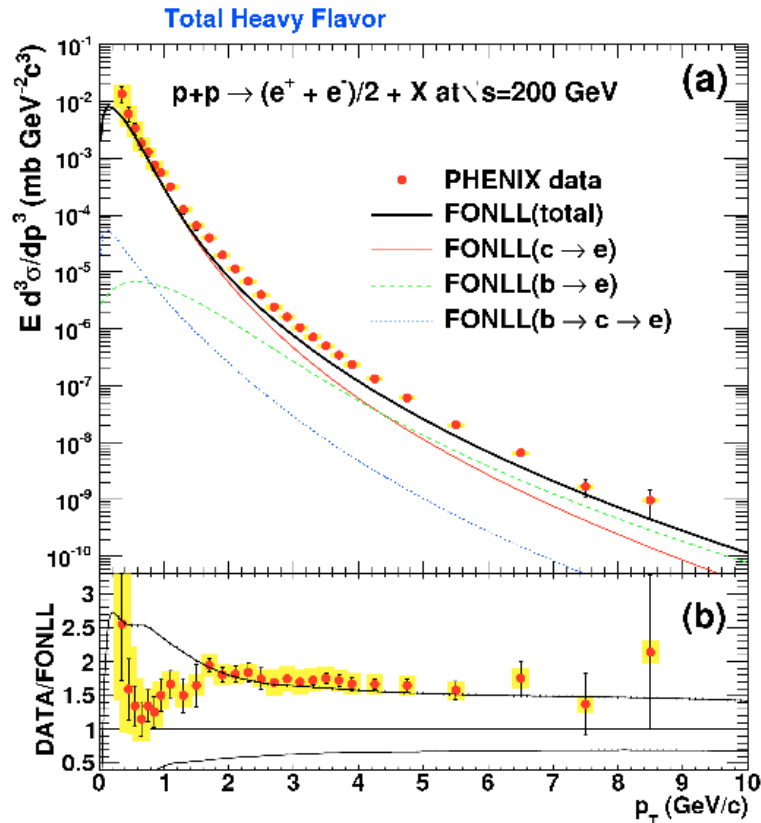 Total Heavy Flavor
(a)
p+p → (e⁺ + e⁻)/2 + X at√s=200 GeV
PHENIX data
FONLL(total)
FONLL(c → e)
FONLL(b → e)
FONLL(b → c → e)
E d³σ/dp³ (mb GeV⁻²c³)
10⁻¹
10⁻²
10⁻³
10⁻⁴
10⁻⁵
10⁻⁶
10⁻⁷
10⁻⁸
10⁻⁹
10⁻¹⁰
(b)
DATA/FONLL
3
2.5
2
1.5
1
0.5
0 1 2 3 4 5 6 7 8 9 10
p_T (GeV/c)